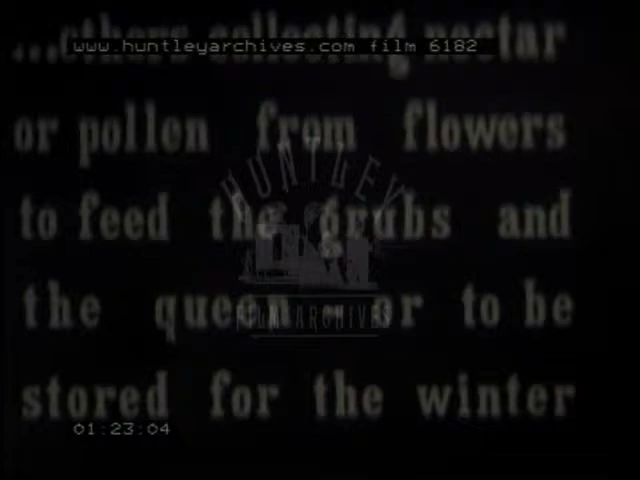 ...others collecting nectar
www.huntleyarchives.com film 6182
or pollen from flowers
to feed the grubs and
the queen - or to be
stored for the winter
HUNTLEY
FILM ARCHIVES
01:23:04